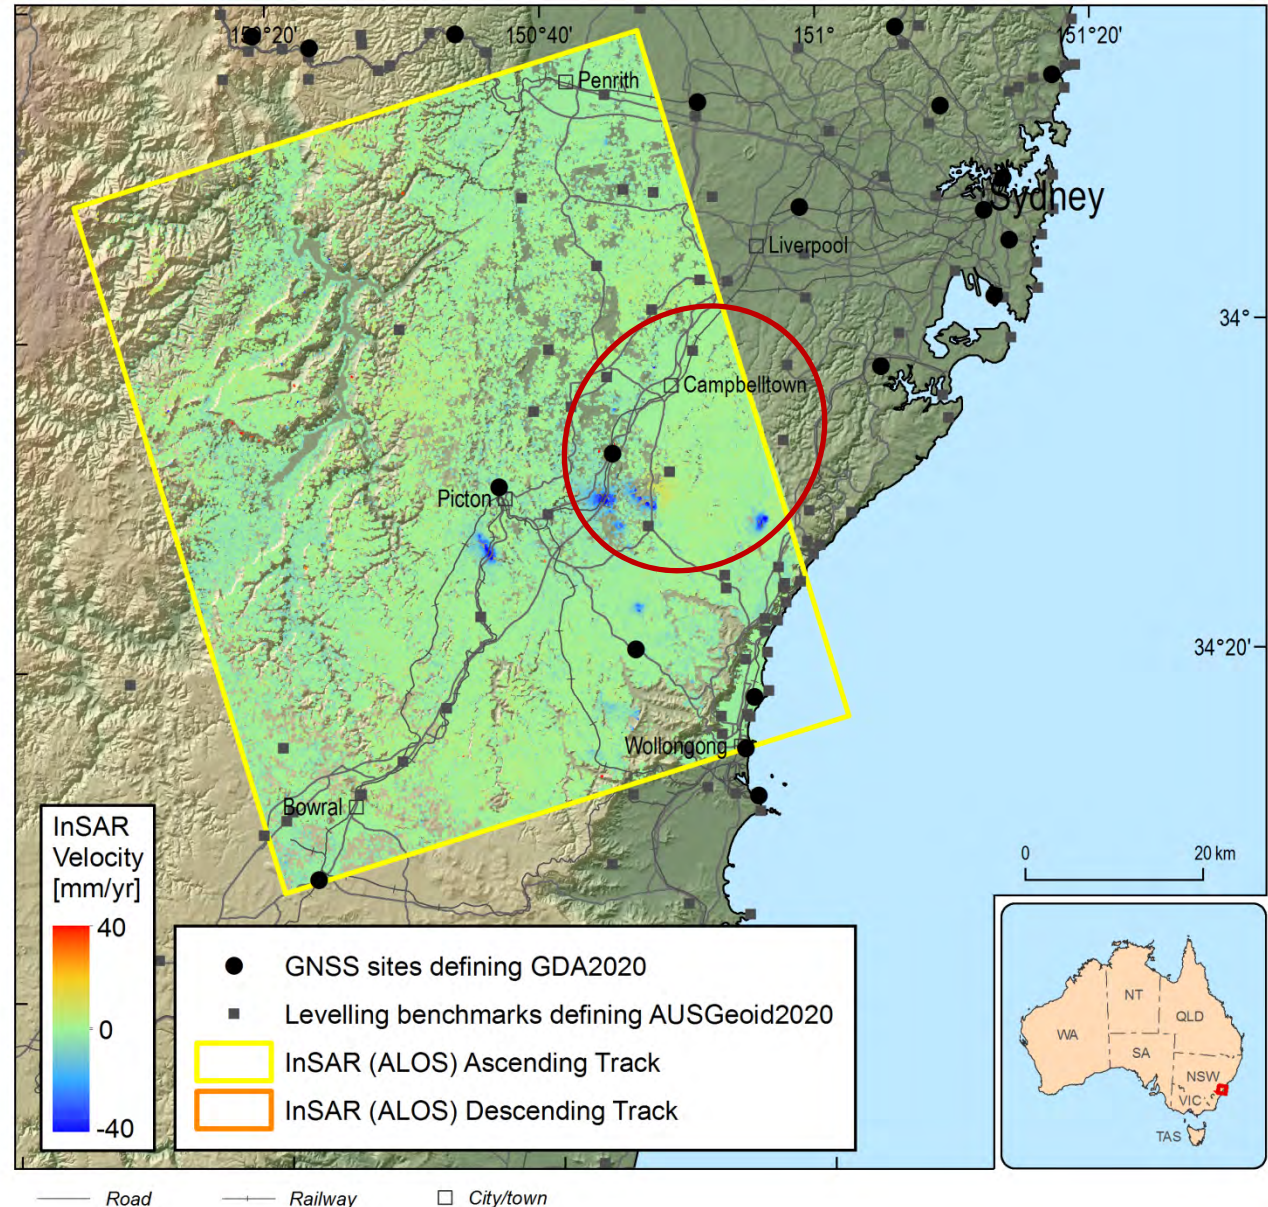 150°20'
150°40'
151°
151°20'
Penrith
Sydney
Liverpool
34°
Campbelltown
Picton
34°20'
Wollongong
Bowral
InSAR
Velocity
[mm/yr]
40
0
-40
0 20 km
GNSS sites defining GDA2020
Levelling benchmarks defining AUSGeoid2020
InSAR (ALOS) Ascending Track
InSAR (ALOS) Descending Track
NT
QLD
WA
SA
NSW
VIC
TAS
Road Railway City/town